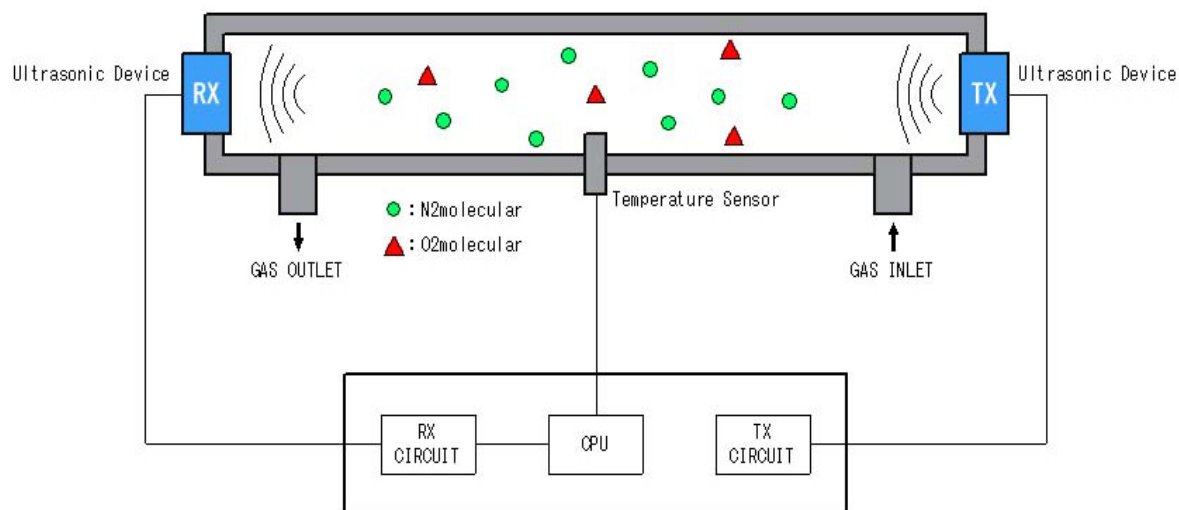 Ultrasonic Device
RX
TX
Ultrasonic Device
Temperature Sensor
: N2molecular
: O2molecular
GAS OUTLET
GAS INLET
RX
CIRCUIT
CPU
TX
CIRCUIT